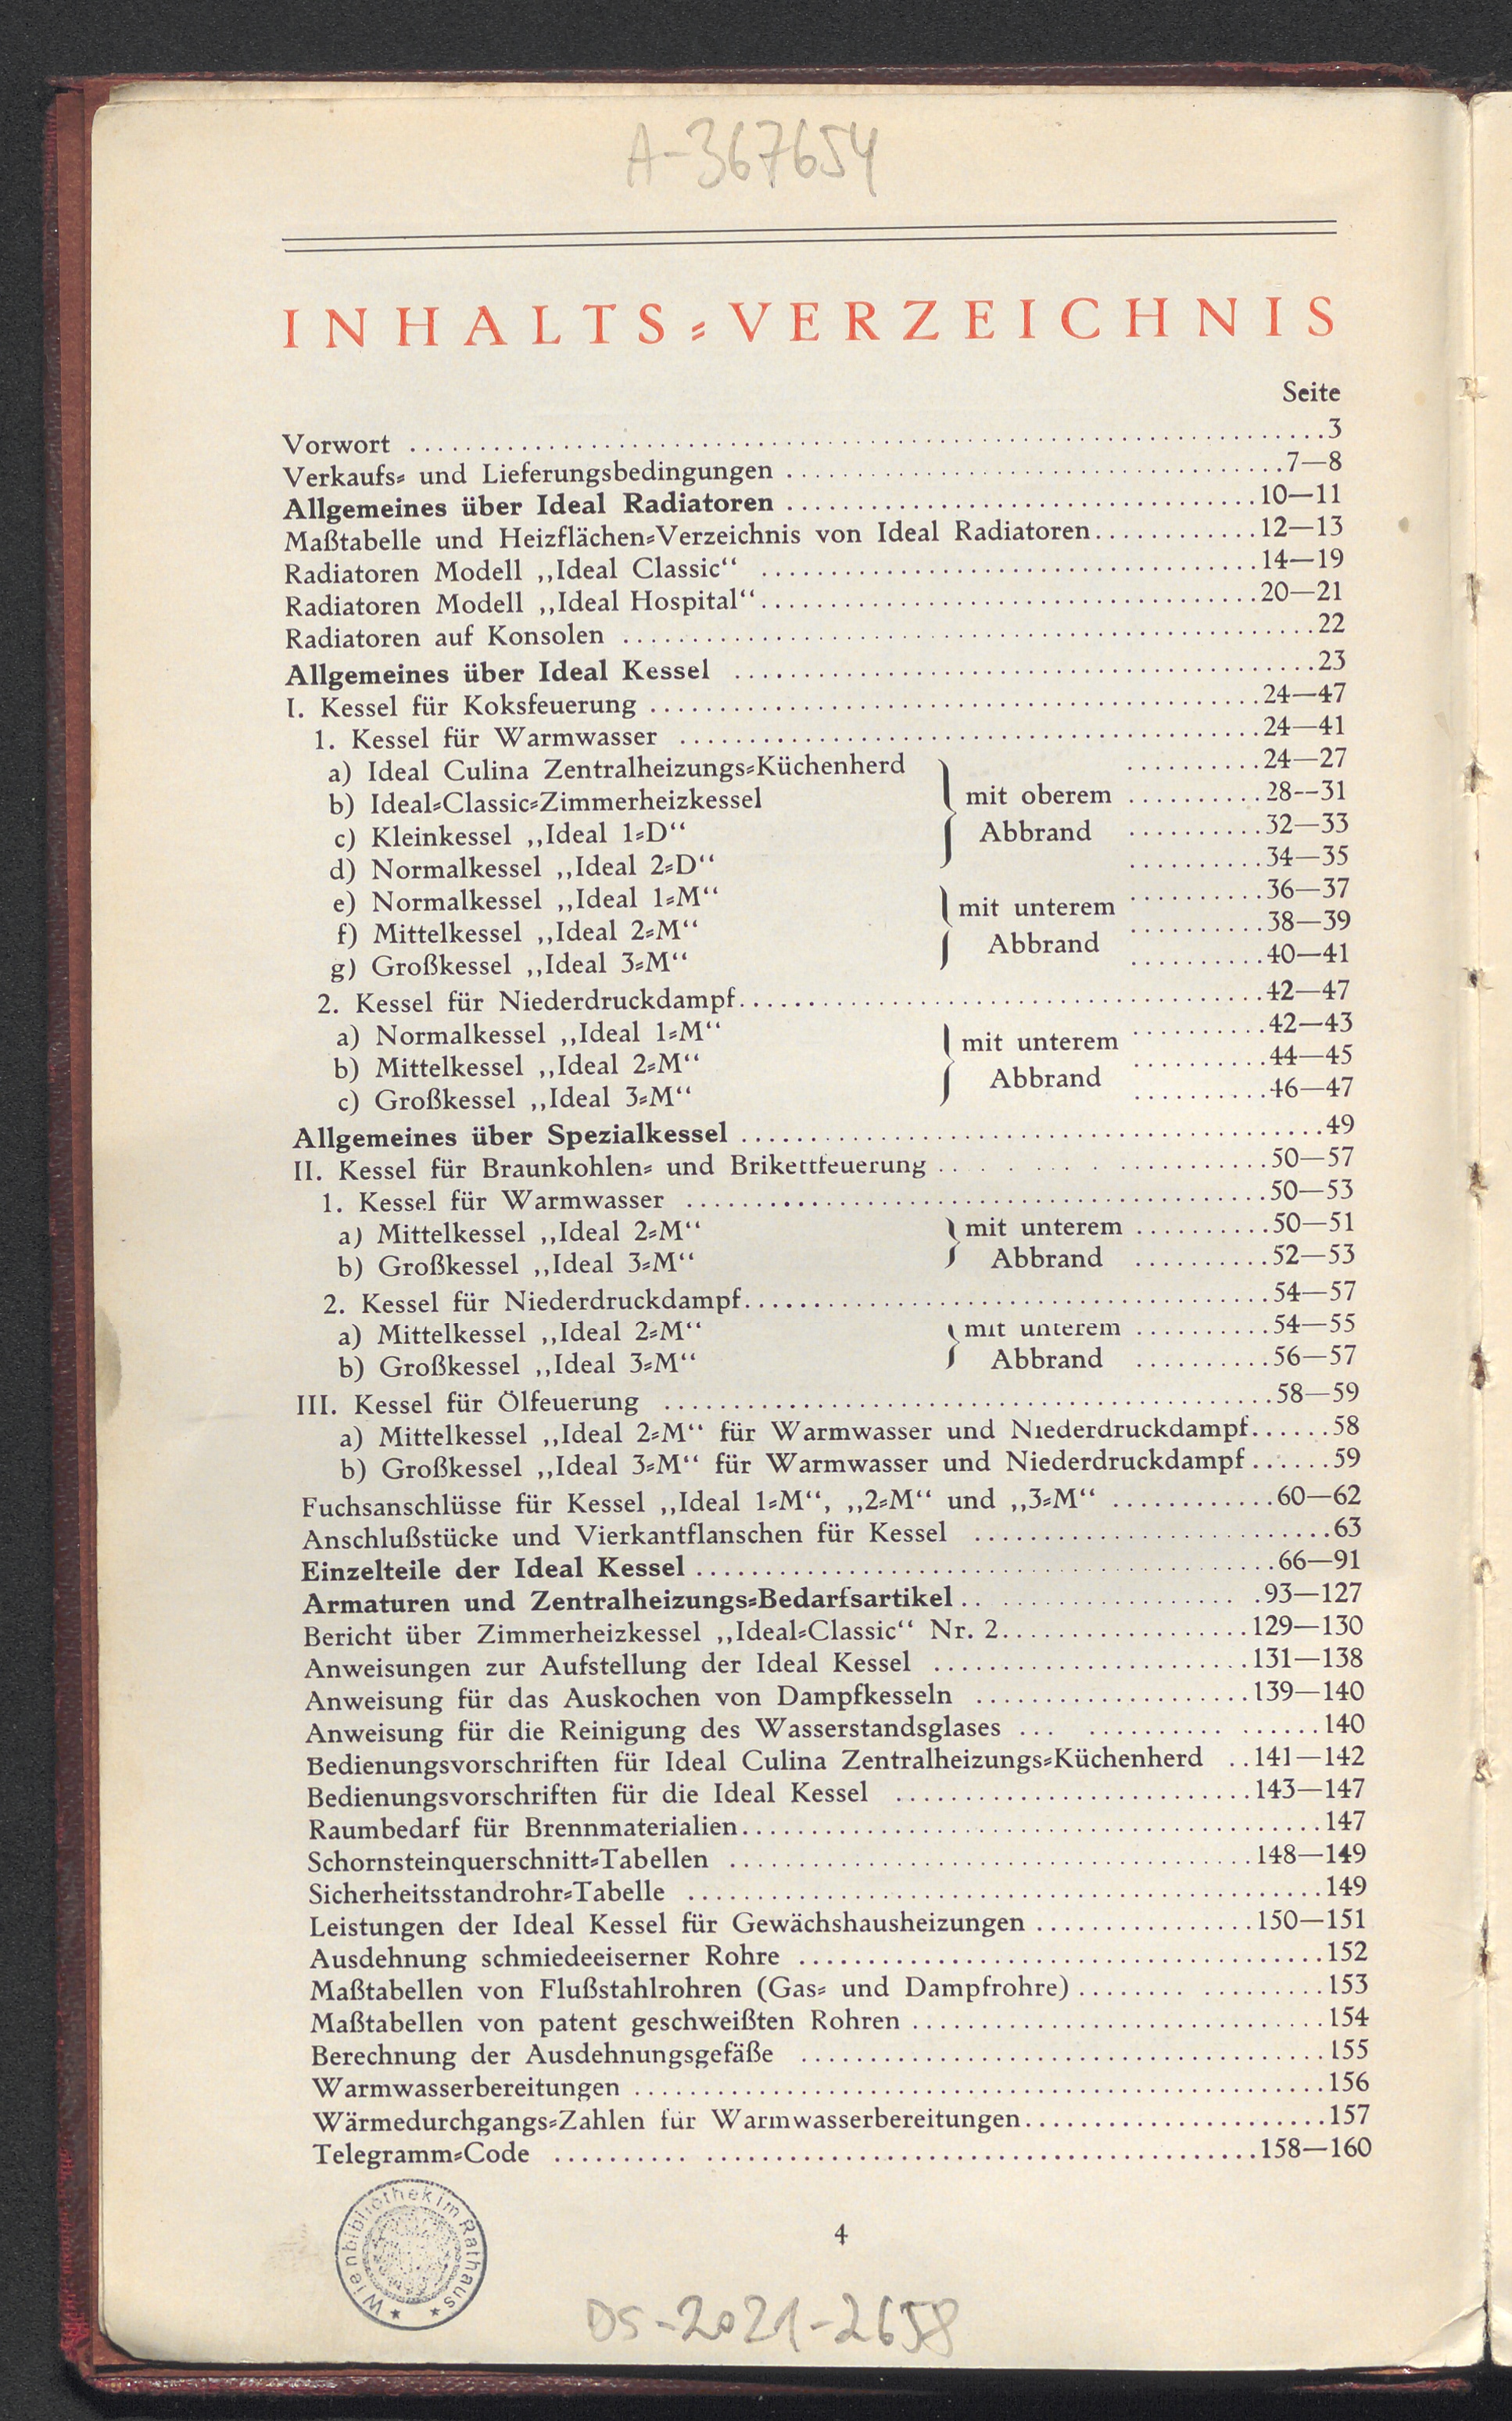 A-367654
INHALTS=VERZEICHNIS
Seite
Vorwort ........ 3
Verkaufs= und Lieferungsbedingungen ........ 7—8
Allgemeines über Ideal Radiatoren ........ 10—11
Maßtabelle und Heizflächen=Verzeichnis von Ideal Radiatoren ........ 12—13
Radiatoren Modell „Ideal Classic“ ........ 14—19
Radiatoren Modell „Ideal Hospital“ ........ 20—21
Radiatoren auf Konsolen ........ 22
Allgemeines über Ideal Kessel ........ 23
I. Kessel für Koksfeuerung ........ 24—47
1. Kessel für Warmwasser ........ 24—41
a) Ideal Culina Zentralheizungs=Küchenherd ........ 24—27
b) Ideal=Classic=Zimmerheizkessel } mit oberem ........ 28--31
c) Kleinkessel „Ideal 1=D“ Abbrand ........ 32—33
d) Normalkessel „Ideal 2=D“ ........ 34—35
e) Normalkessel „Ideal 1=M“ } mit unterem ........ 36—37
f) Mittelkessel „Ideal 2=M“ Abbrand ........ 38—39
g) Großkessel „Ideal 3=M“ ........ 40—41
2. Kessel für Niederdruckdampf ........ 42—47
a) Normalkessel „Ideal 1=M“ } mit unterem ........ 42—43
b) Mittelkessel „Ideal 2=M“ Abbrand ........ 44—45
c) Großkessel „Ideal 3=M“ ........ 46—47
Allgemeines über Spezialkessel ........ 49
II. Kessel für Braunkohlen= und Brikettfeuerung ........ 50—57
1. Kessel für Warmwasser ........ 50—53
a) Mittelkessel „Ideal 2=M“ } mit unterem ........ 50—51
b) Großkessel „Ideal 3=M“ Abbrand ........ 52—53
2. Kessel für Niederdruckdampf ........ 54—57
a) Mittelkessel „Ideal 2=M“ } mit unterem ........ 54—55
b) Großkessel „Ideal 3=M“ Abbrand ........ 56—57
III. Kessel für Ölfeuerung ........ 58—59
a) Mittelkessel „Ideal 2=M“ für Warmwasser und Niederdruckdampf ...... 58
b) Großkessel „Ideal 3=M“ für Warmwasser und Niederdruckdampf ...... 59
Fuchsanschlüsse für Kessel „Ideal 1=M“, „2=M“ und „3=M“ ........ 60—62
Anschlußstücke und Vierkantflanschen für Kessel ........ 63
Einzelteile der Ideal Kessel ........ 66—91
Armaturen und Zentralheizungs=Bedarfsartikel ........ 93—127
Bericht über Zimmerheizkessel „Ideal=Classic“ Nr. 2 ........ 129—130
Anweisungen zur Aufstellung der Ideal Kessel ........ 131—138
Anweisung für das Auskochen von Dampfkesseln ........ 139—140
Anweisung für die Reinigung des Wasserstandsglases ........ 140
Bedienungsvorschriften für Ideal Culina Zentralheizungs=Küchenherd .. 141—142
Bedienungsvorschriften für die Ideal Kessel ........ 143—147
Raumbedarf für Brennmaterialien ........ 147
Schornsteinquerschnitt=Tabellen ........ 148—149
Sicherheitsstandrohr=Tabelle ........ 149
Leistungen der Ideal Kessel für Gewächshausheizungen ........ 150—151
Ausdehnung schmiedeeiserner Rohre ........ 152
Maßtabellen von Flußstahlrohren (Gas= und Dampfrohre) ........ 153
Maßtabellen von patent geschweißten Rohren ........ 154
Berechnung der Ausdehnungsgefäße ........ 155
Warmwasserbereitungen ........ 156
Wärmedurchgangs=Zahlen für Warmwasserbereitungen ........ 157
Telegramm=Code ........ 158—160
Wienbibliothek im Rathaus
4
DS-2021-2658